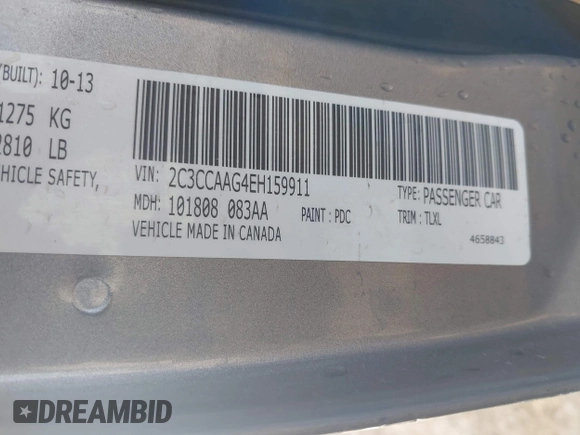 (BUILT): 10-13
1275 KG
2810 LB
VEHICLE SAFETY,
VIN: 2C3CCAAG4EH159911
TYPE: PASSENGER CAR
MDH: 101808 083AA
PAINT: PDC
TRIM: TLXL
VEHICLE MADE IN CANADA
4658843
DREAMBID